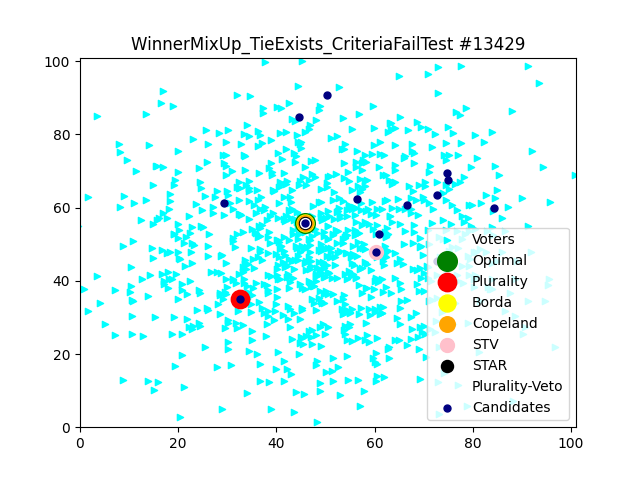 WinnerMixUp_TieExists_CriteriaFailTest #13429
100
80
60
40
20
0
0
20
40
60
80
100
Voters
Optimal
Plurality
Borda
Copeland
STV
STAR
Plurality-Veto
Candidates